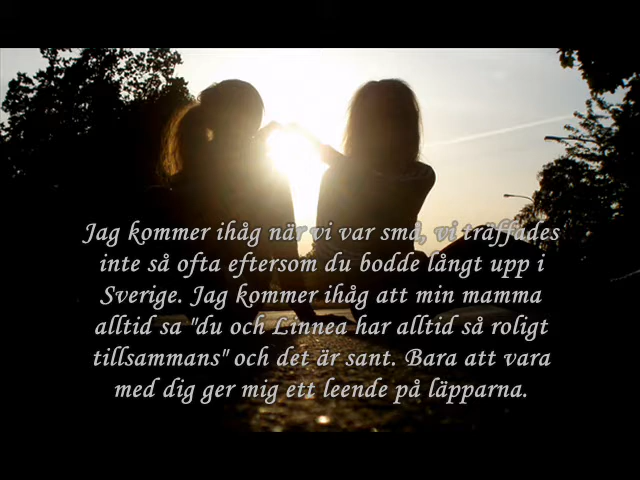 Jag kommer ihåg när vi var små, vi träffades
inte så ofta eftersom du bodde långt upp i
Sverige. Jag kommer ihåg att min mamma
alltid sa "du och Linnea har alltid så roligt
tillsammans" och det är sant. Bara att vara
med dig ger mig ett leende på läpparna.